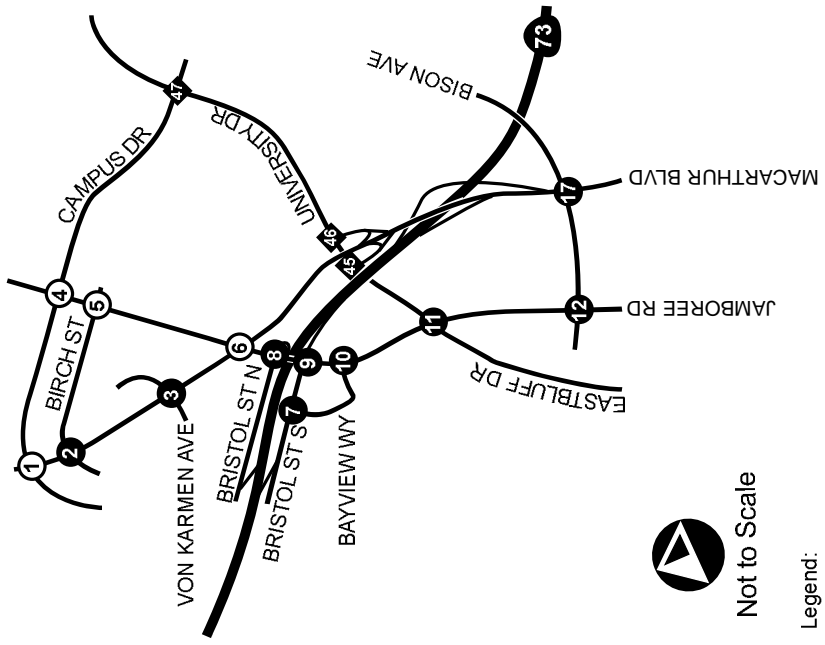 73
BISON AVE
47
CAMPUS DR
UNIVERSITY DR
MACARTHUR BLVD
17
46
45
4
5
JAMBOREE RD
12
11
6
8
9
10
BIRCH ST
3
EASTBLUFF DR
BRISTOL ST N
7
1
2
BRISTOL ST S
BAYVIEW WY
VON KARMEN AVE
Not to Scale
Legend: